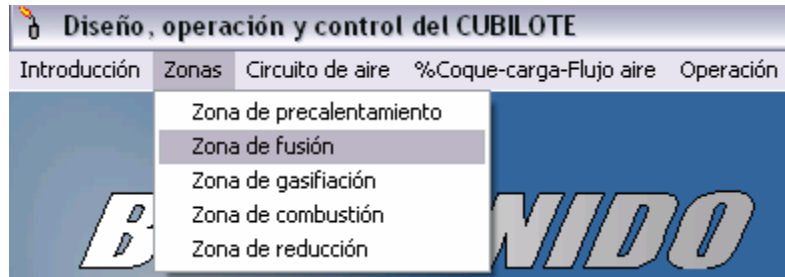 Diseño, operación y control del CUBILOTE
Introducción Zonas Circuito de aire %Coque-carga-Flujo aire Operación
Zona de precalentamiento
Zona de fusión
Zona de gasifiación
Zona de combustión
Zona de reducción